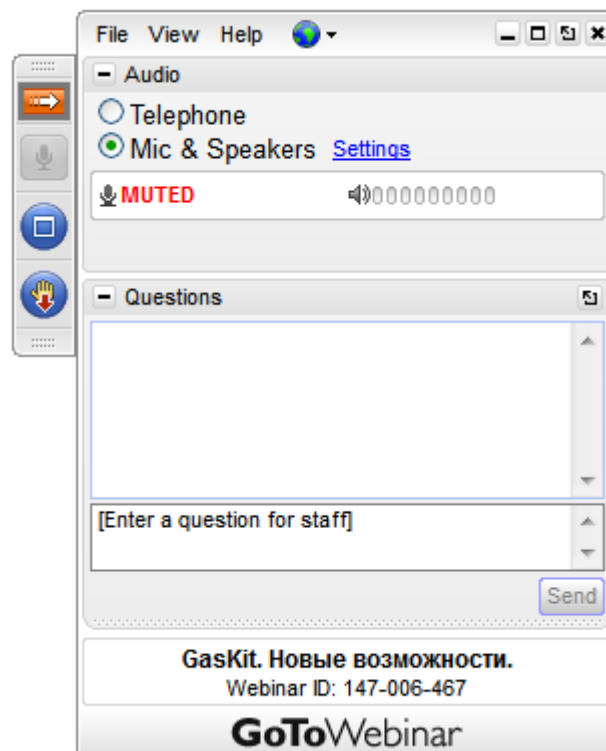 File View Help
Audio
Telephone
Mic & Speakers Settings
MUTED
Questions
[Enter a question for staff]
Send
GasKit. Новые возможности.
Webinar ID: 147-006-467
GoToWebinar